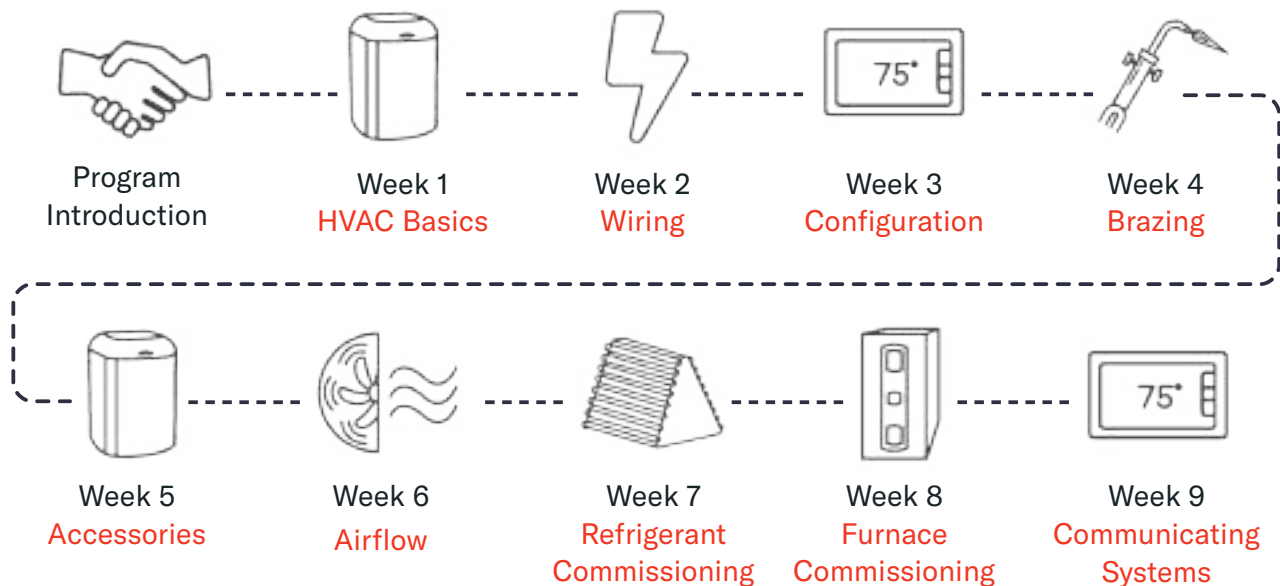 75°
75°
Program
Introduction
Week 1
HVAC Basics
Week 2
Wiring
Week 3
Configuration
Week 4
Brazing
Week 5
Accessories
Week 6
Airflow
Week 7
Refrigerant
Commissioning
Week 8
Furnace
Commissioning
Week 9
Communicating
Systems